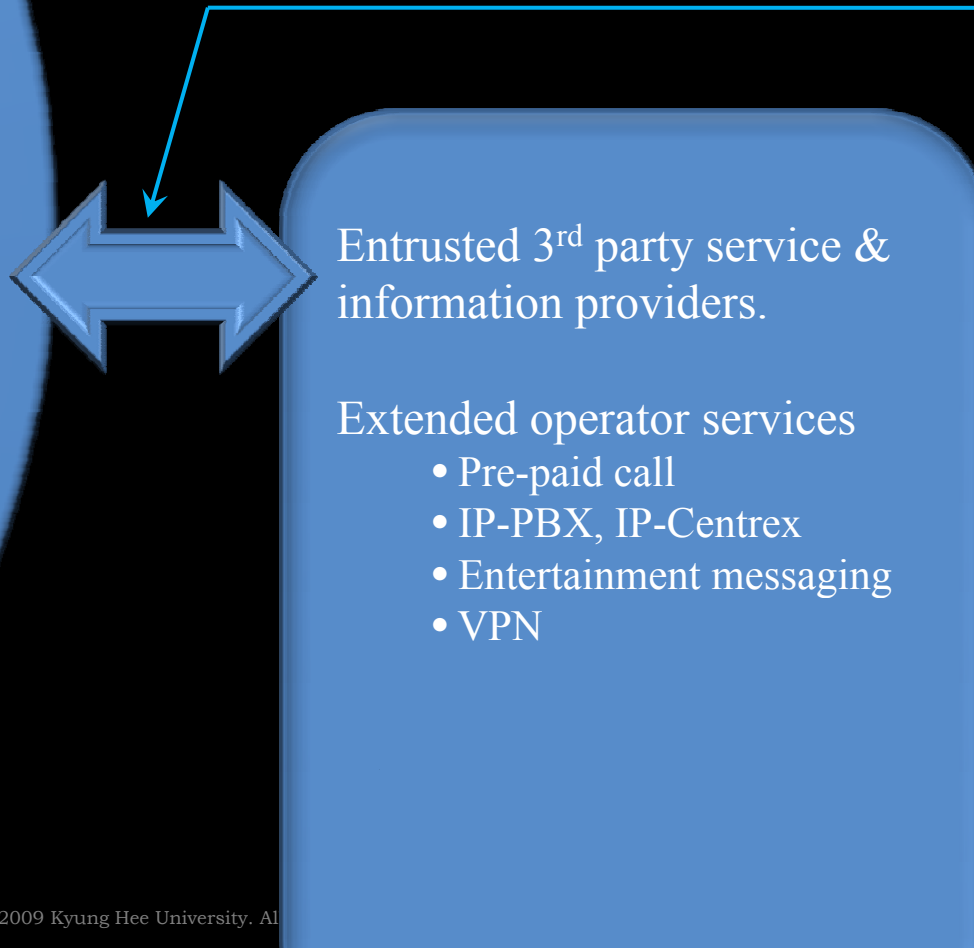 Entrusted 3rd party service &
information providers.
Extended operator services
• Pre-paid call
• IP-PBX, IP-Centrex
• Entertainment messaging
• VPN
2009 Kyung Hee University. Al